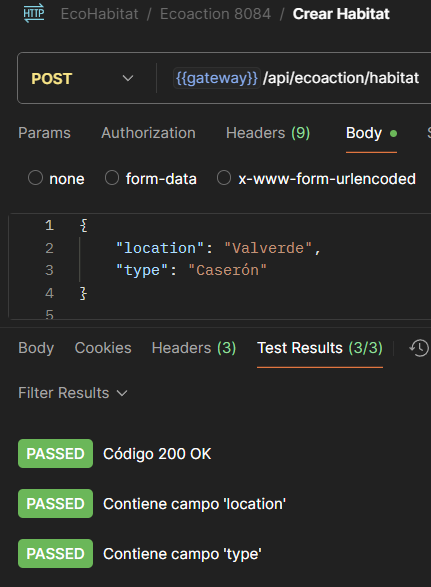 HTTP EcoHabitat / Ecoaction 8084 / Crear Habitat
POST {{gateway}}/api/ecoaction/habitat
Params Authorization Headers (9) Body
none form-data x-www-form-urlencoded
1 {
2 "location": "Valverde",
3 "type": "Caserón"
4 }
5
Body Cookies Headers (3) Test Results (3/3)
Filter Results
PASSED Código 200 OK
PASSED Contiene campo 'location'
PASSED Contiene campo 'type'